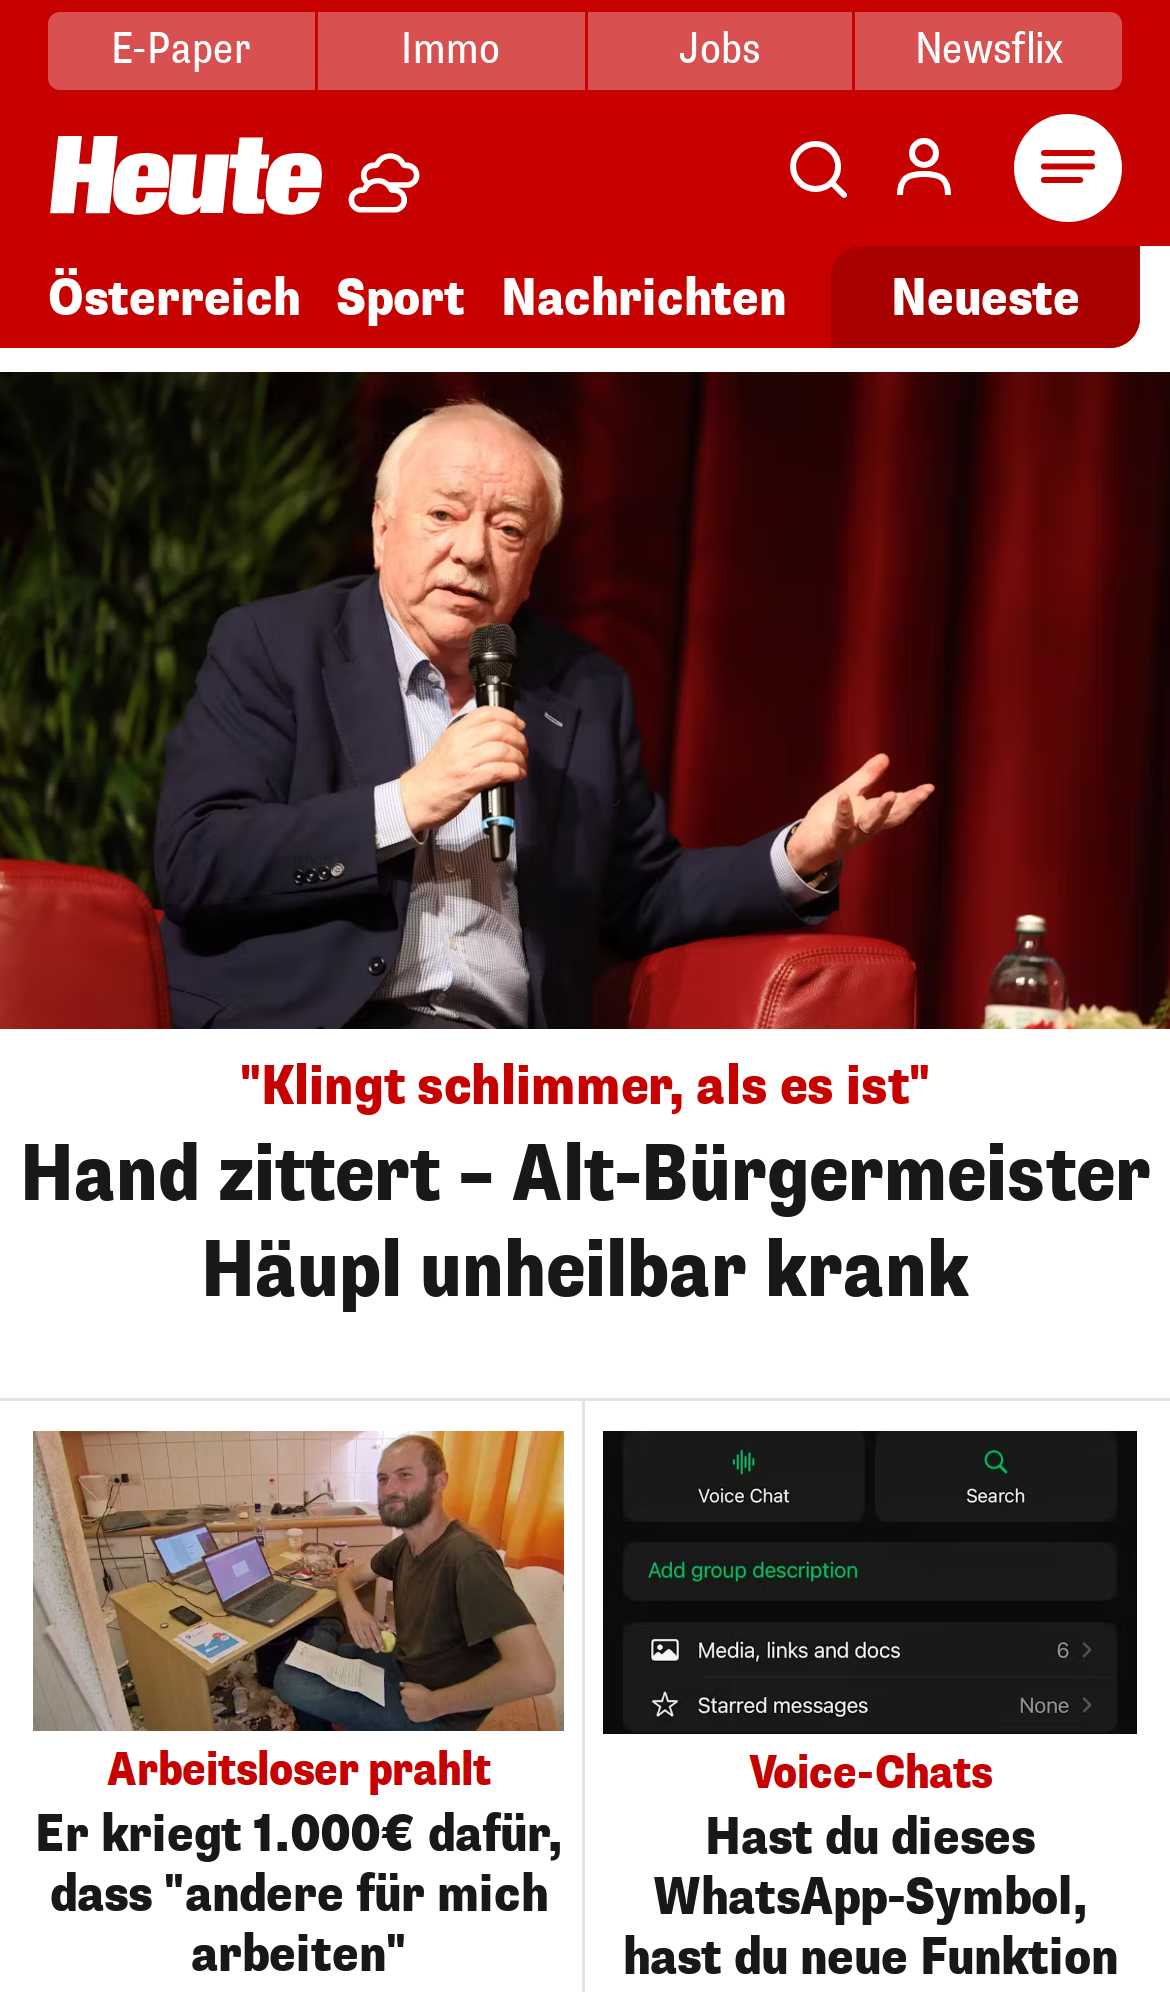 E-Paper
Immo
Jobs
Newsflix
Heute
Österreich
Sport
Nachrichten
Neueste
"Klingt schlimmer, als es ist"
Hand zittert – Alt-Bürgermeister
Häupl unheilbar krank
Arbeitsloser prahlt
Er kriegt 1.000€ dafür,
dass "andere für mich
arbeiten"
Voice Chat
Search
Add group description
Media, links and docs 6
Starred messages None
Voice-Chats
Hast du dieses
WhatsApp-Symbol,
hast du neue Funktion